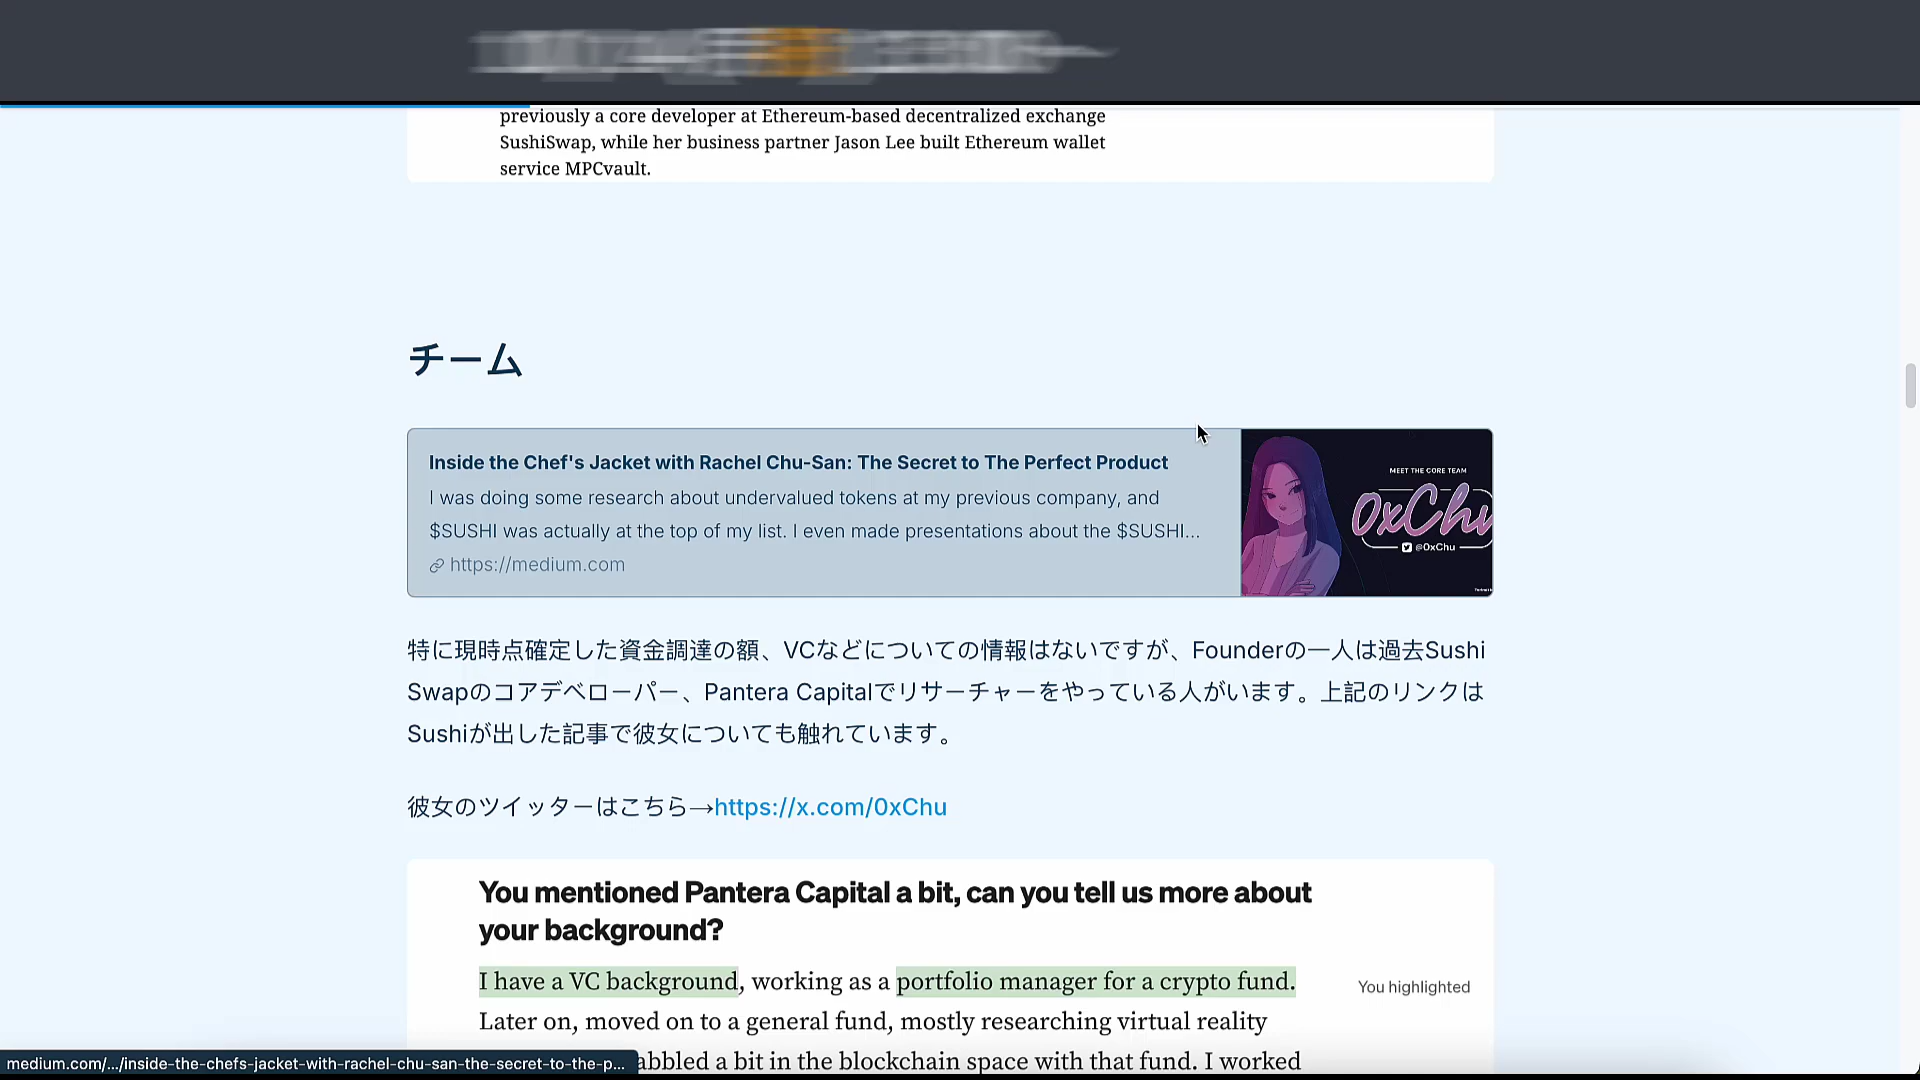 previously a core developer at Ethereum-based decentralized exchange
SushiSwap, while her business partner Jason Lee built Ethereum wallet
service MPCvault.
チーム
Inside the Chef's Jacket with Rachel Chu-San: The Secret to The Perfect Product
I was doing some research about undervalued tokens at my previous company, and
$SUSHI was actually at the top of my list. I even made presentations about the $SUSHI...
https://medium.com
MEET THE CORE TEAM
0xChu
@0xChu
特に現時点確定した資金調達の額、VCなどについての情報はないですが、Founderの一人は過去Sushi
Swapのコアデベローパー、Pantera Capitalでリサーチャーをやっている人がいます。上記のリンクは
Sushiが出した記事で彼女についても触れています。
彼女のツイッターはこちら→https://x.com/0xChu
You mentioned Pantera Capital a bit, can you tell us more about
your background?
I have a VC background, working as a portfolio manager for a crypto fund.
You highlighted
Later on, moved on to a general fund, mostly researching virtual reality
abbled a bit in the blockchain space with that fund. I worked
medium.com/.../inside-the-chefs-jacket-with-rachel-chu-san-the-secret-to-the-p...